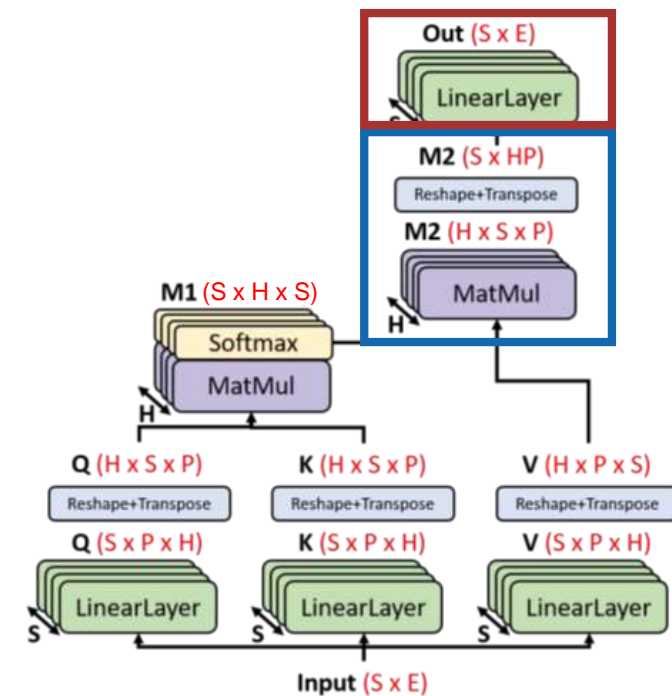 Out (S x E)
LinearLayer
S
M2 (S x HP)
Reshape+Transpose
M2 (H x S x P)
MatMul
H
M1 (S x H x S)
Softmax
MatMul
H
Q (H x S x P)
K (H x S x P)
V (H x P x S)
Reshape+Transpose
Reshape+Transpose
Reshape+Transpose
Q (S x P x H)
K (S x P x H)
V (S x P x H)
LinearLayer
LinearLayer
LinearLayer
S
S
S
Input (S x E)